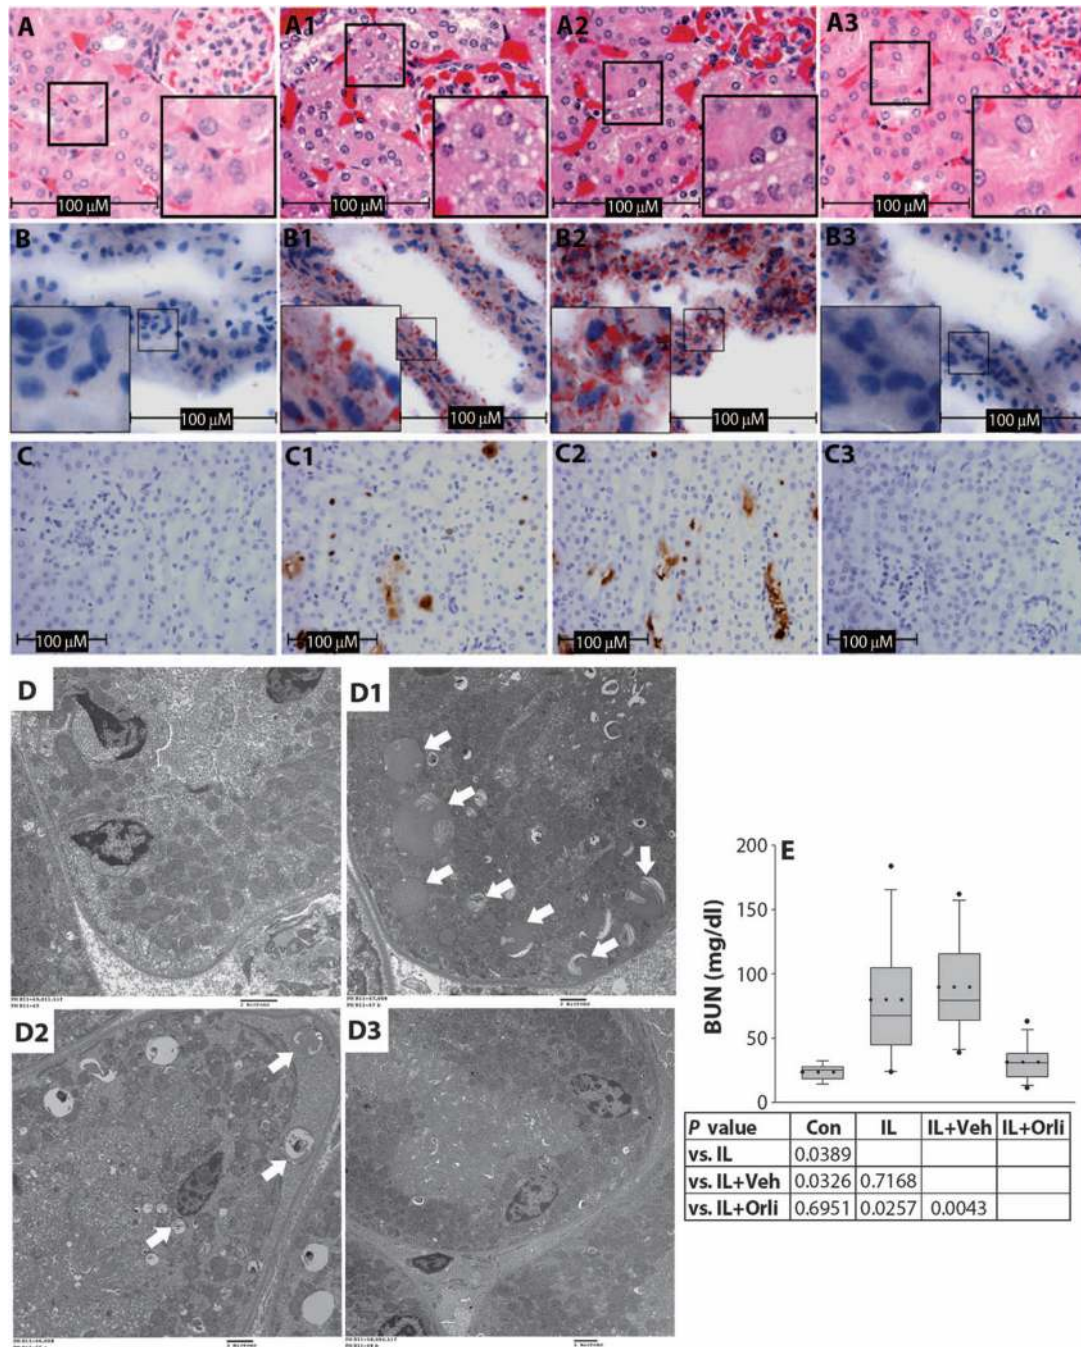 A A1 A2 A3
100 μM 100 μM 100 μM 100 μM
B B1 B2 B3
100 μM 100 μM 100 μM 100 μM
C C1 C2 C3
100 μM 100 μM 100 μM 100 μM
D D1
D2 D3
E
BUN (mg/dl)
200
150
100
50
0
P value Con IL IL+Veh IL+Orli
vs. IL 0.0389
vs. IL+Veh 0.0326 0.7168
vs. IL+Orli 0.6951 0.0257 0.0043